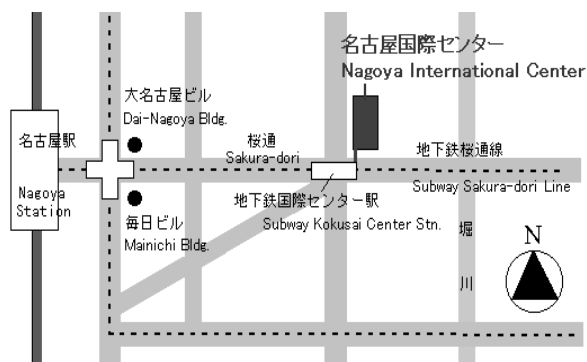 名古屋国際センター
Nagoya International Center
大名古屋ビル
Dai-Nagoya Bldg.
名古屋駅
Nagoya
Station
桜通
Sakura-dori
地下鉄桜通線
Subway Sakura-dori Line
地下鉄国際センター駅
Subway Kokusai Center Stn.
毎日ビル
Mainichi Bldg.
堀
川
N